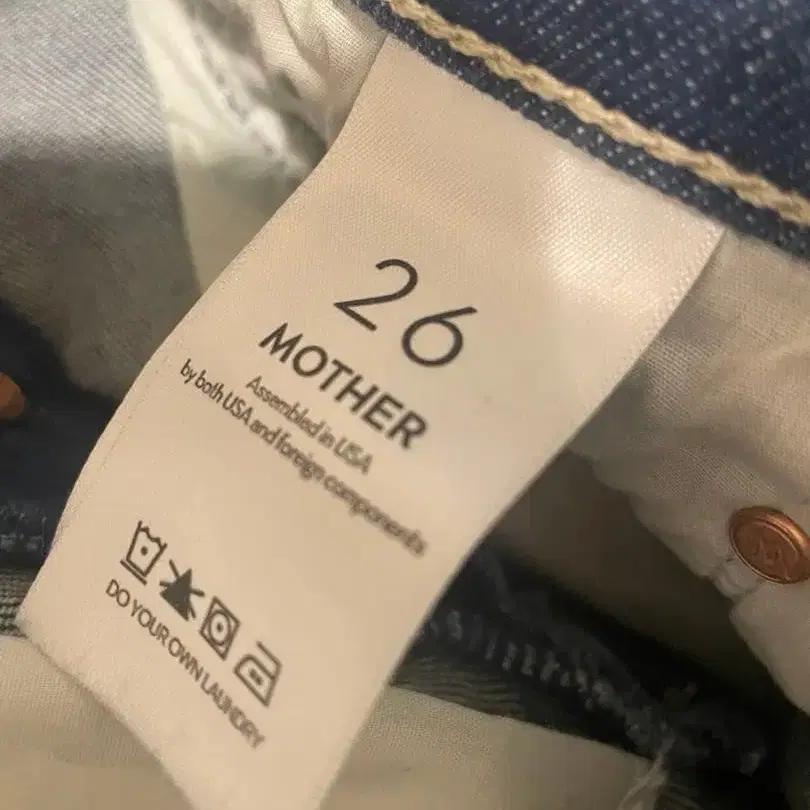 26
MOTHER
Assembled in USA
by both USA and foreign components
DO YOUR OWN LAUNDRY
M